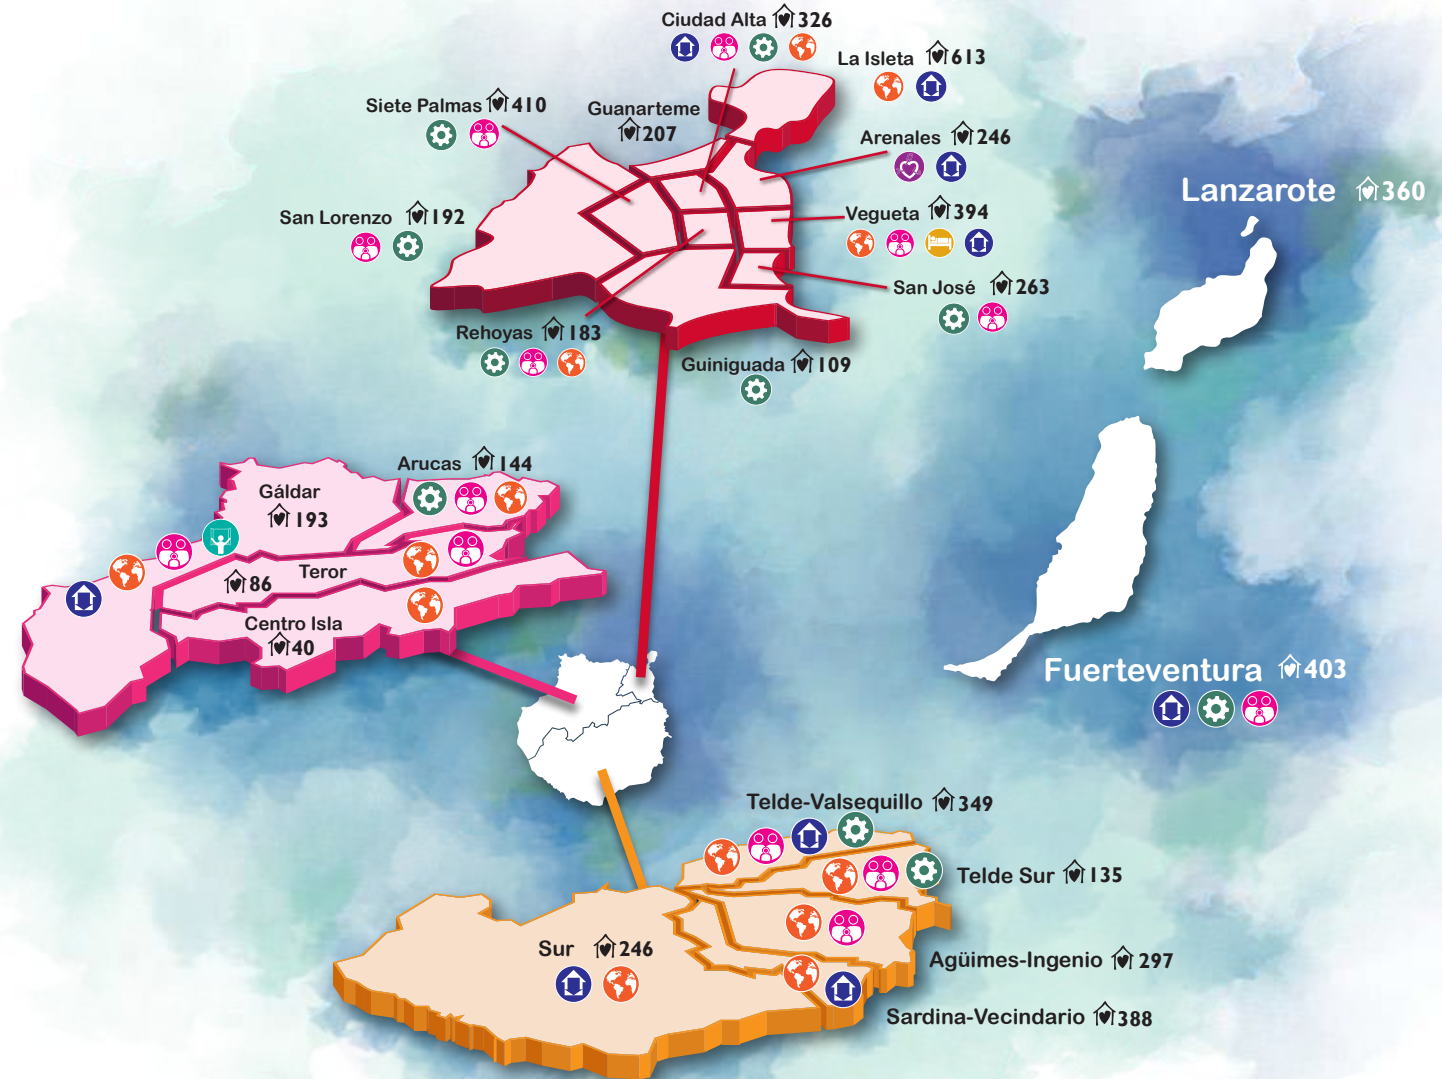 Ciudad Alta 326
La Isleta 613
Siete Palmas 410
Guanarteme
207
Arenales 246
Lanzarote 360
San Lorenzo 192
Vegueta 394
San José 263
Rehoyas 183
Guiniguada 109
Arucas 144
Gáldar
193
Teror
86
Centro Isla
40
Fuerteventura 403
Telde-Valsequillo 349
Telde Sur 135
Sur 246
Agüimes-Ingenio 297
Sardina-Vecindario 388